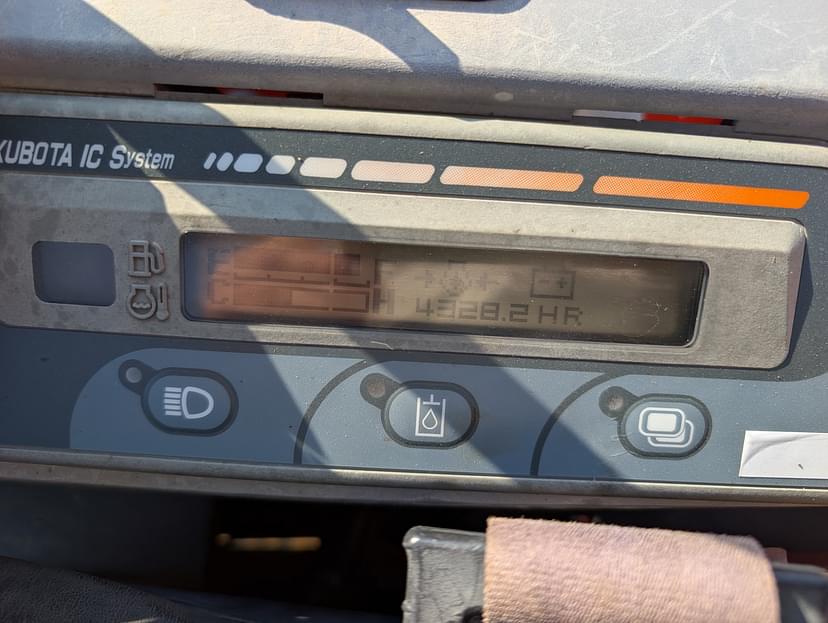 KUBOTA IC System
E
C H 4328.2 HR